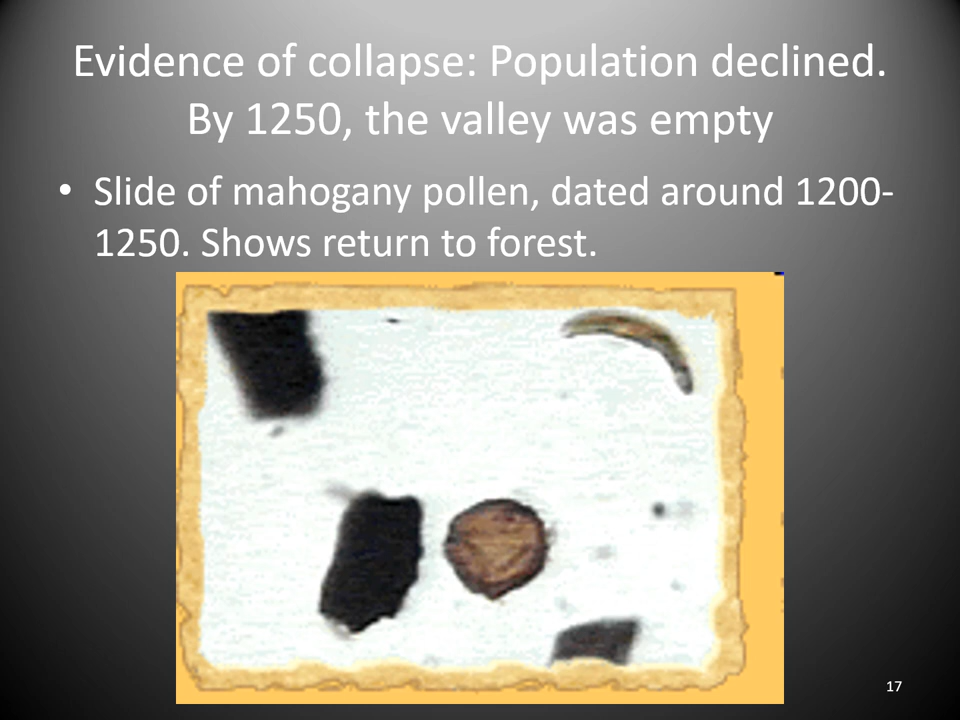 Evidence of collapse: Population declined.
By 1250, the valley was empty
• Slide of mahogany pollen, dated around 1200-
1250. Shows return to forest.
17